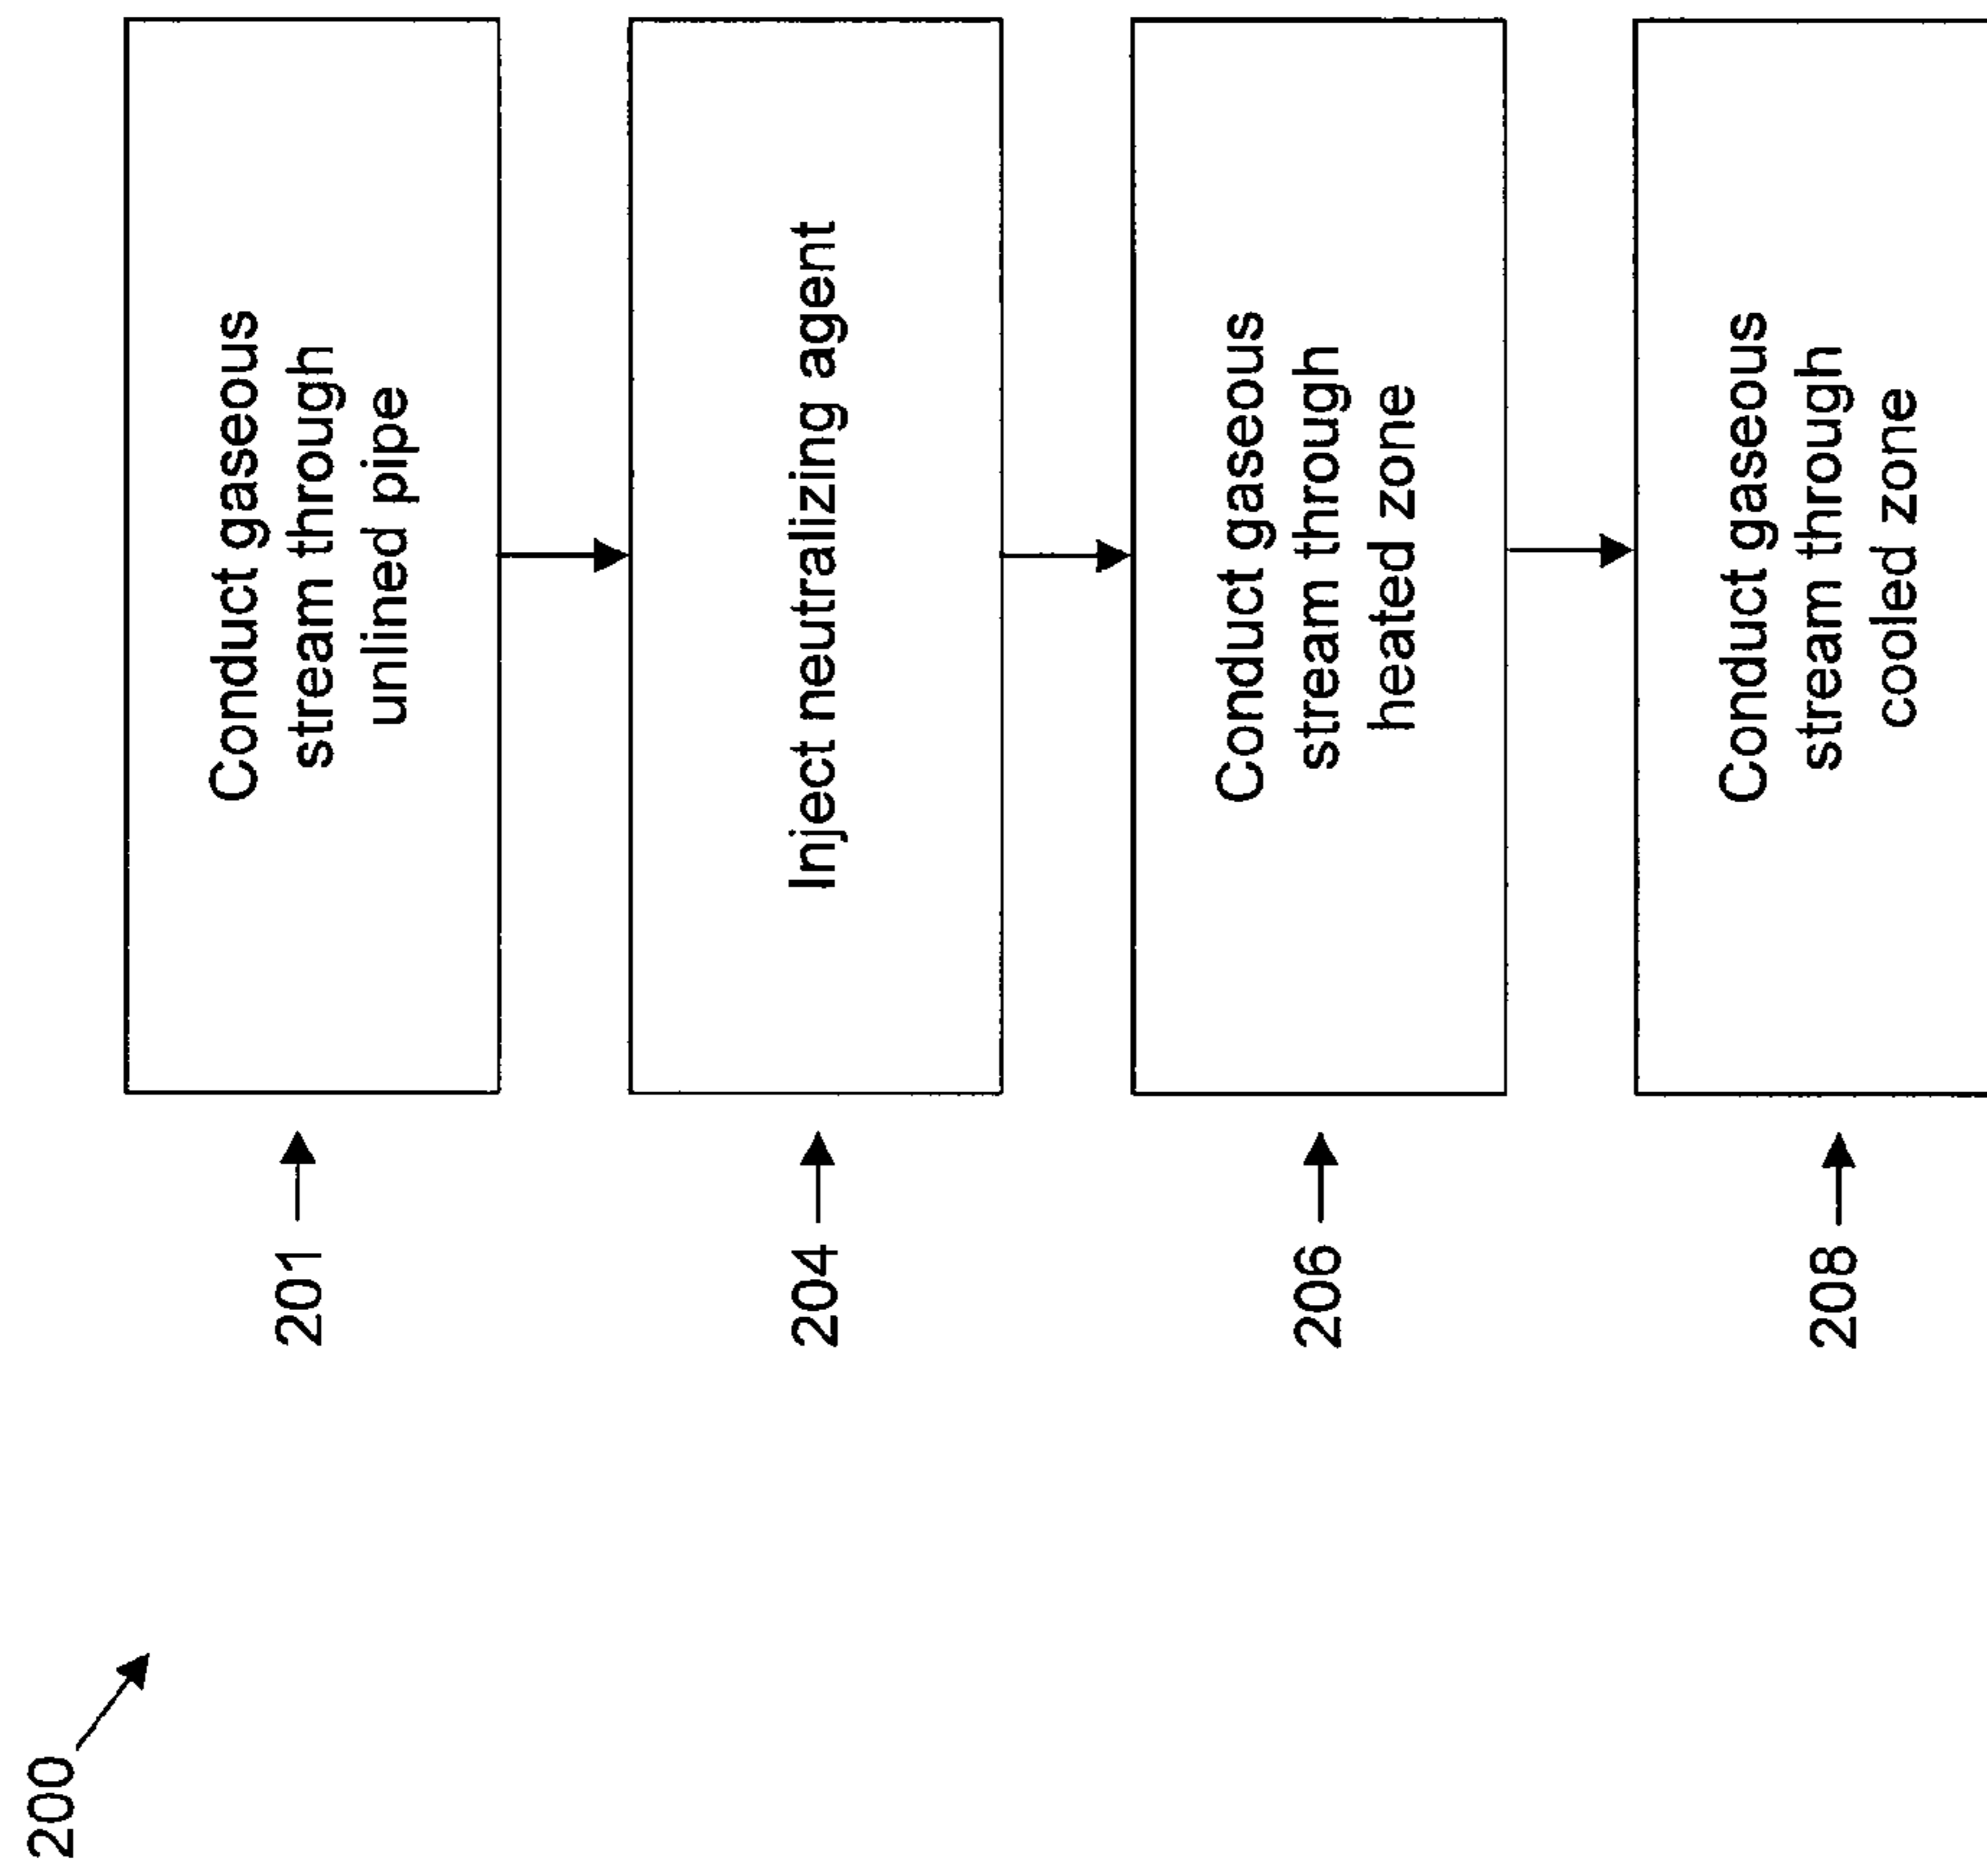 200
201
Conduct gaseous
stream through
unlined pipe
204
Inject neutralizing agent
206
Conduct gaseous
stream through
heated zone
208
Conduct gaseous
stream through
cooled zone